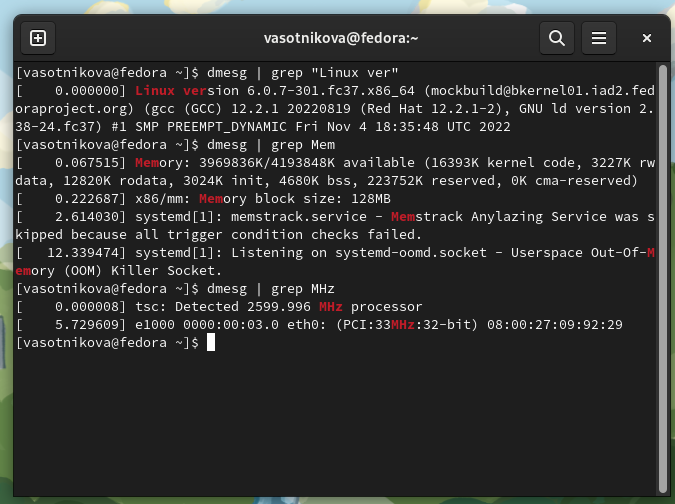 vasotnikova@fedora:~
[vasotnikova@fedora ~]$ dmesg | grep "Linux ver"
[    0.000000] Linux version 6.0.7-301.fc37.x86_64 (mockbuild@bkernel01.iad2.fed
oraproject.org) (gcc (GCC) 12.2.1 20220819 (Red Hat 12.2.1-2), GNU ld version 2.
38-24.fc37) #1 SMP PREEMPT_DYNAMIC Fri Nov 4 18:35:48 UTC 2022
[vasotnikova@fedora ~]$ dmesg | grep Mem
[    0.067515] Memory: 3969836K/4193848K available (16393K kernel code, 3227K rw
data, 12820K rodata, 3024K init, 4680K bss, 223752K reserved, 0K cma-reserved)
[    0.222687] x86/mm: Memory block size: 128MB
[    2.614030] systemd[1]: memstrack.service - Memstrack Anylazing Service was s
kipped because all trigger condition checks failed.
[   12.339474] systemd[1]: Listening on systemd-oomd.socket - Userspace Out-Of-M
emory (OOM) Killer Socket.
[vasotnikova@fedora ~]$ dmesg | grep MHz
[    0.000008] tsc: Detected 2599.996 MHz processor
[    5.729609] e1000 0000:00:03.0 eth0: (PCI:33MHz:32-bit) 08:00:27:09:92:29
[vasotnikova@fedora ~]$